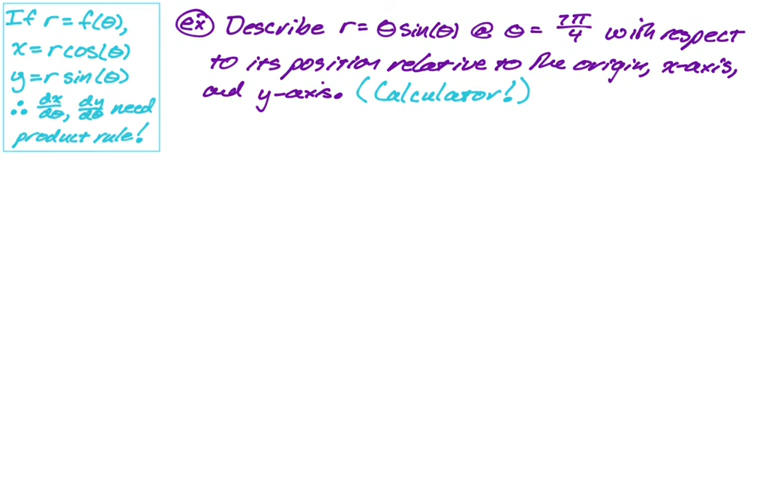 If r = f(θ),
x = r cos(θ)
y = r sin(θ)
∴ dx/dθ, dy/dθ need
product rule!
ex Describe r = θ sin(θ) @ θ = 7π/4 with respect
to its position relative to the origin, x-axis,
and y-axis. (Calculator!)